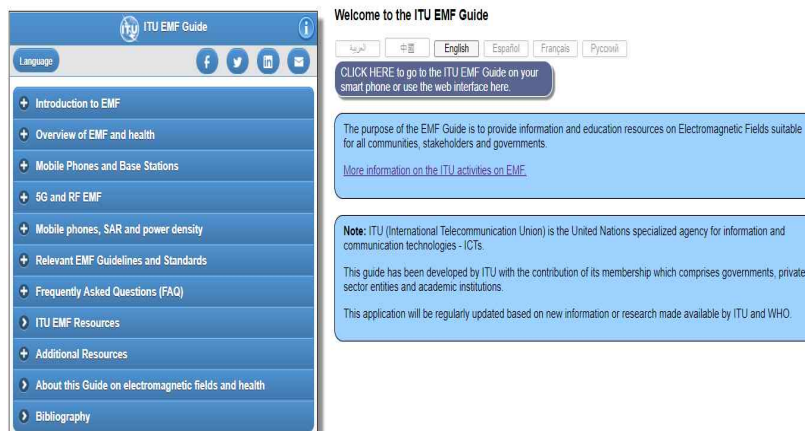 ITU EMF Guide
Language
Introduction to EMF
Overview of EMF and health
Mobile Phones and Base Stations
5G and RF EMF
Mobile phones, SAR and power density
Relevant EMF Guidelines and Standards
Frequently Asked Questions (FAQ)
ITU EMF Resources
Additional Resources
About this Guide on electromagnetic fields and health
Bibliography
Welcome to the ITU EMF Guide
العربية 中国 English Español Français Русский
CLICK HERE to go to the ITU EMF Guide on your
smart phone or use the web interface here.
The purpose of the EMF Guide is to provide information and education resources on Electromagnetic Fields suitable
for all communities, stakeholders and governments.
More information on the ITU activities on EMF.
Note: ITU (International Telecommunication Union) is the United Nations specialized agency for information and
communication technologies - ICTs.
This guide has been developed by ITU with the contribution of its membership which comprises governments, private
sector entities and academic institutions.
This application will be regularly updated based on new information or research made available by ITU and WHO.